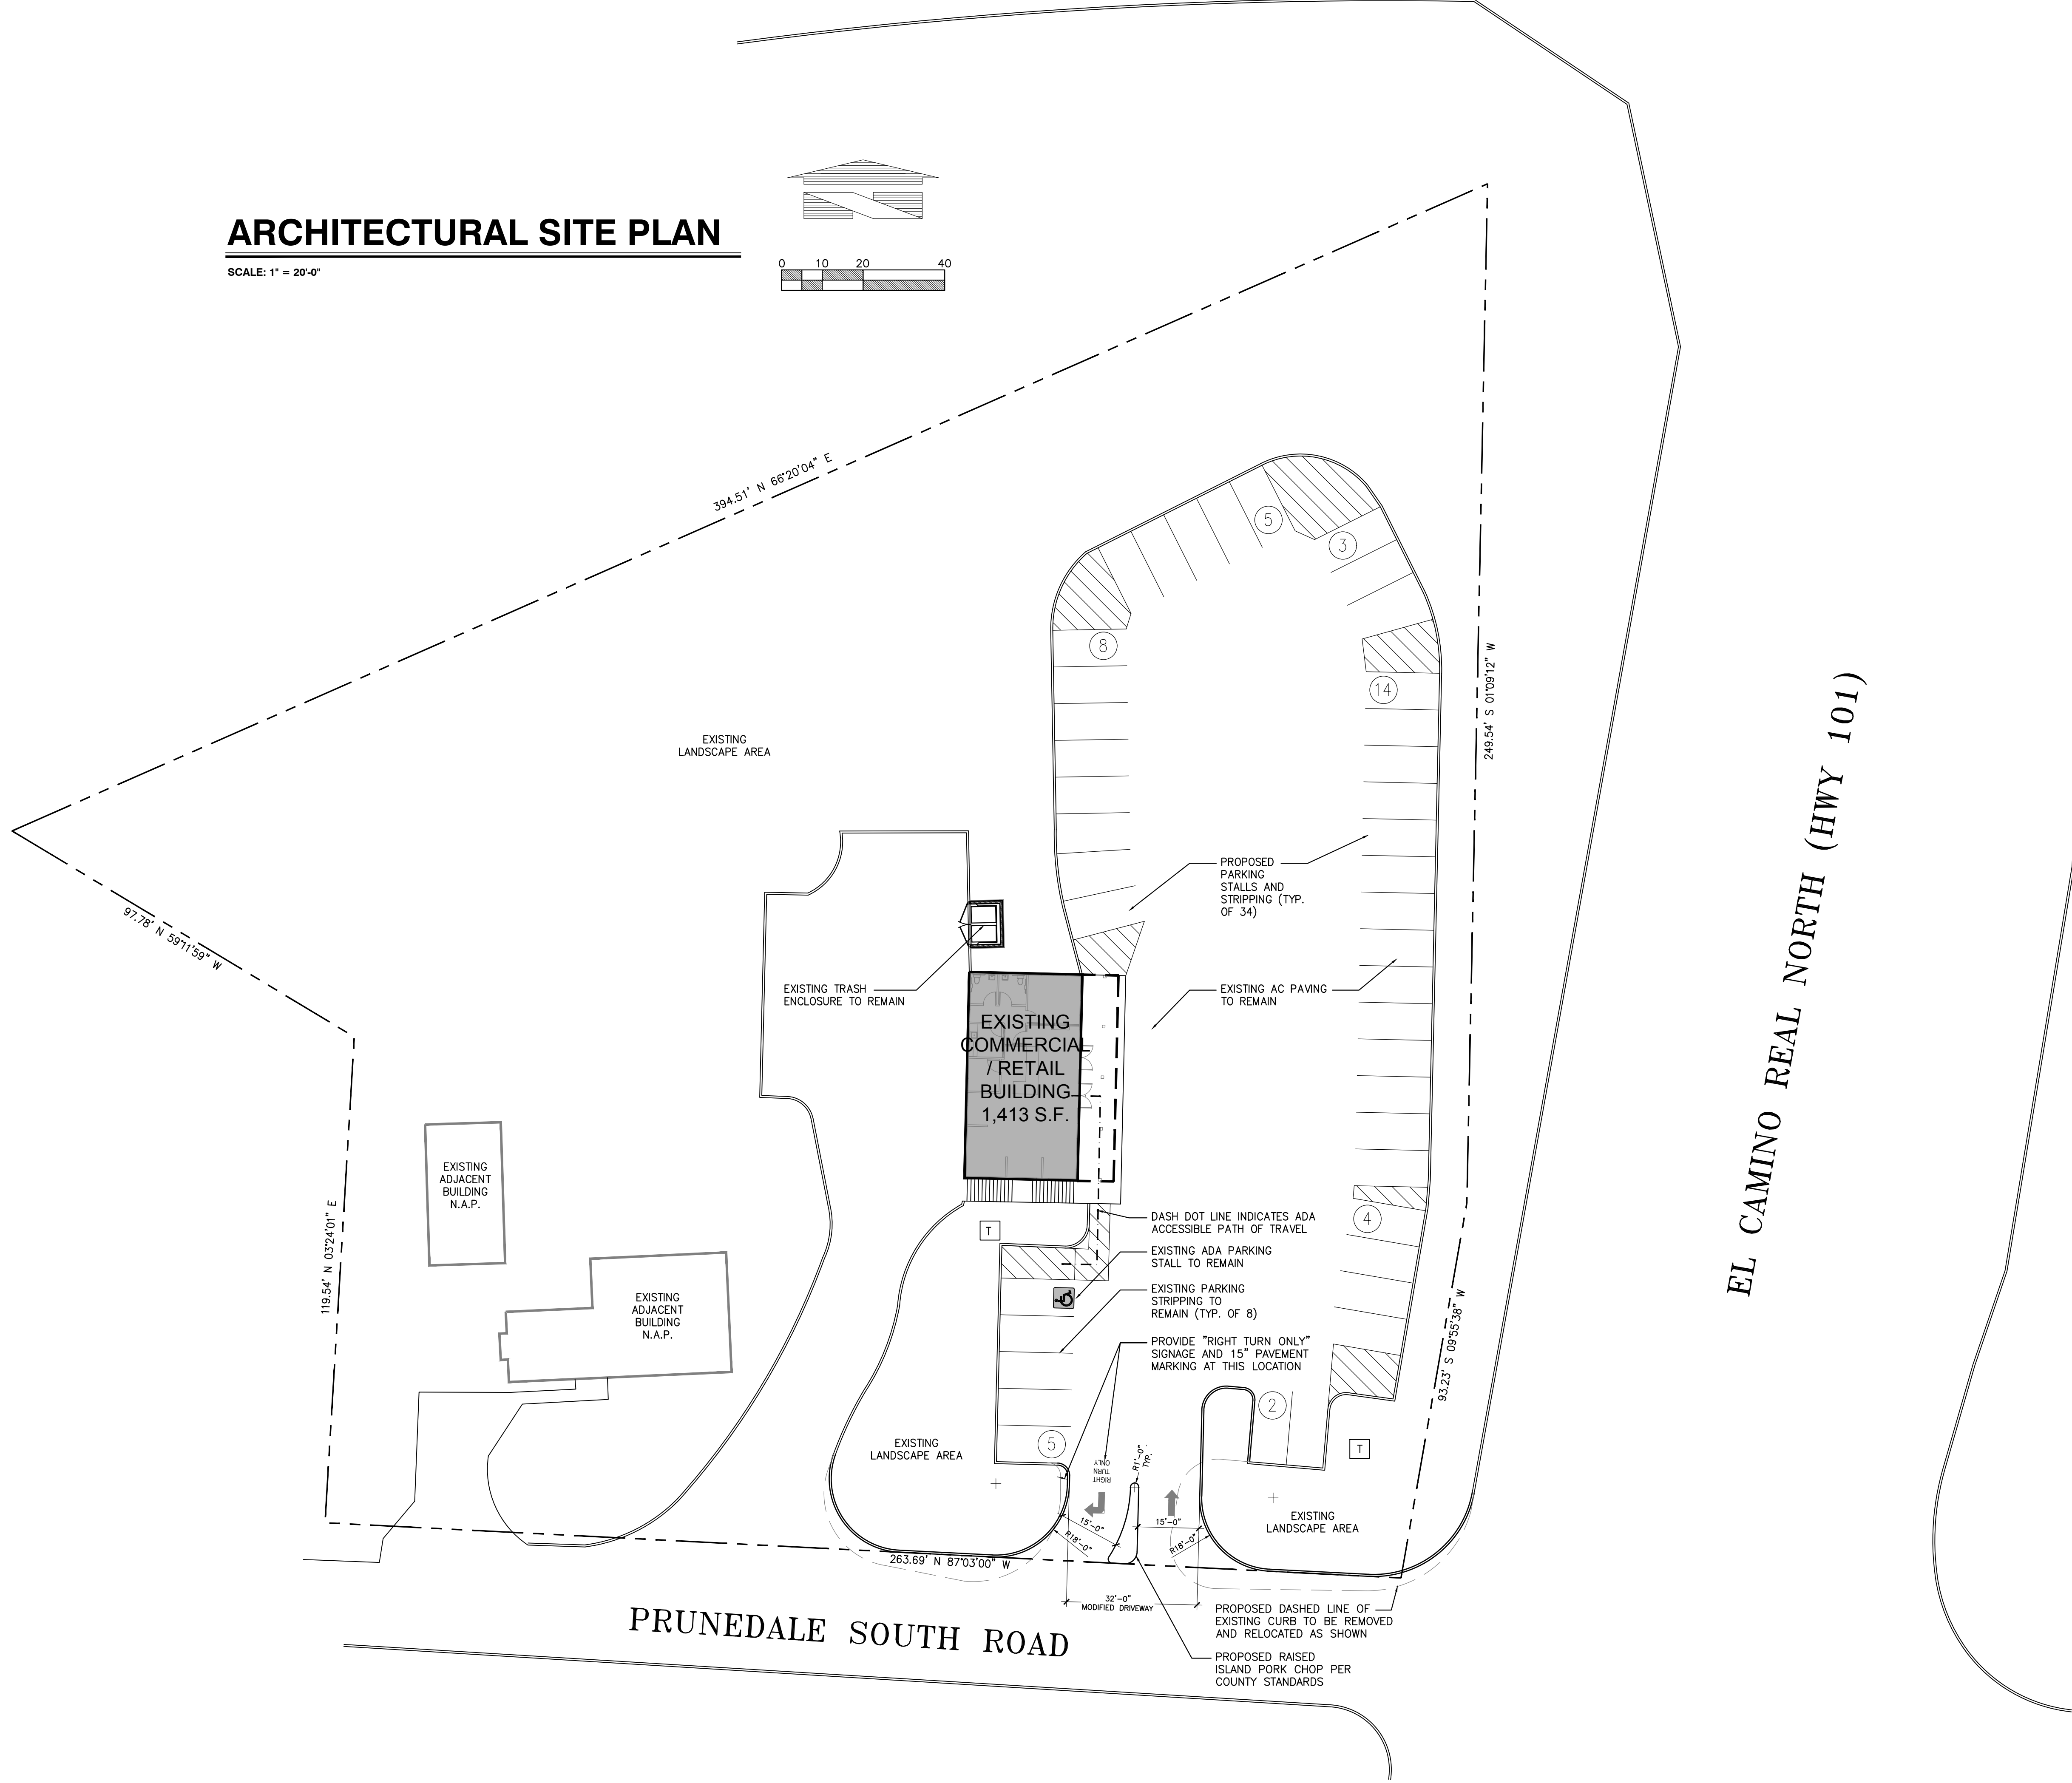 ARCHITECTURAL SITE PLAN
SCALE: 1" = 20'-0"
0 10 20 40
394.51' N 66°20'04" E
249.54' S 01°09'12" W
97.78' N 59°11'59" W
119.54' N 03°24'01" E
93.23' S 09°55'38" W
263.69' N 87°03'00" W
5
3
8
14
EXISTING
LANDSCAPE AREA
PROPOSED
PARKING
STALLS AND
STRIPPING (TYP.
OF 34)
EXISTING TRASH
ENCLOSURE TO REMAIN
EXISTING AC PAVING
TO REMAIN
EXISTING
COMMERCIAL
/ RETAIL
BUILDING
1,413 S.F.
EL CAMINO REAL NORTH (HWY 101)
EXISTING
ADJACENT
BUILDING
N.A.P.
EXISTING
ADJACENT
BUILDING
N.A.P.
T
DASH DOT LINE INDICATES ADA
ACCESSIBLE PATH OF TRAVEL
4
EXISTING ADA PARKING
STALL TO REMAIN
EXISTING PARKING
STRIPPING TO
REMAIN (TYP. OF 8)
PROVIDE "RIGHT TURN ONLY"
SIGNAGE AND 15" PAVEMENT
MARKING AT THIS LOCATION
2
5
T
EXISTING
LANDSCAPE AREA
R1'-0"
TYP.
RIGHT
TURN
ONLY
15'-0"
R18'-0"
15'-0"
R18'-0"
EXISTING
LANDSCAPE AREA
32'-0"
MODIFIED DRIVEWAY
PROPOSED DASHED LINE OF
EXISTING CURB TO BE REMOVED
AND RELOCATED AS SHOWN
PROPOSED RAISED
ISLAND PORK CHOP PER
COUNTY STANDARDS
PRUNEDALE SOUTH ROAD